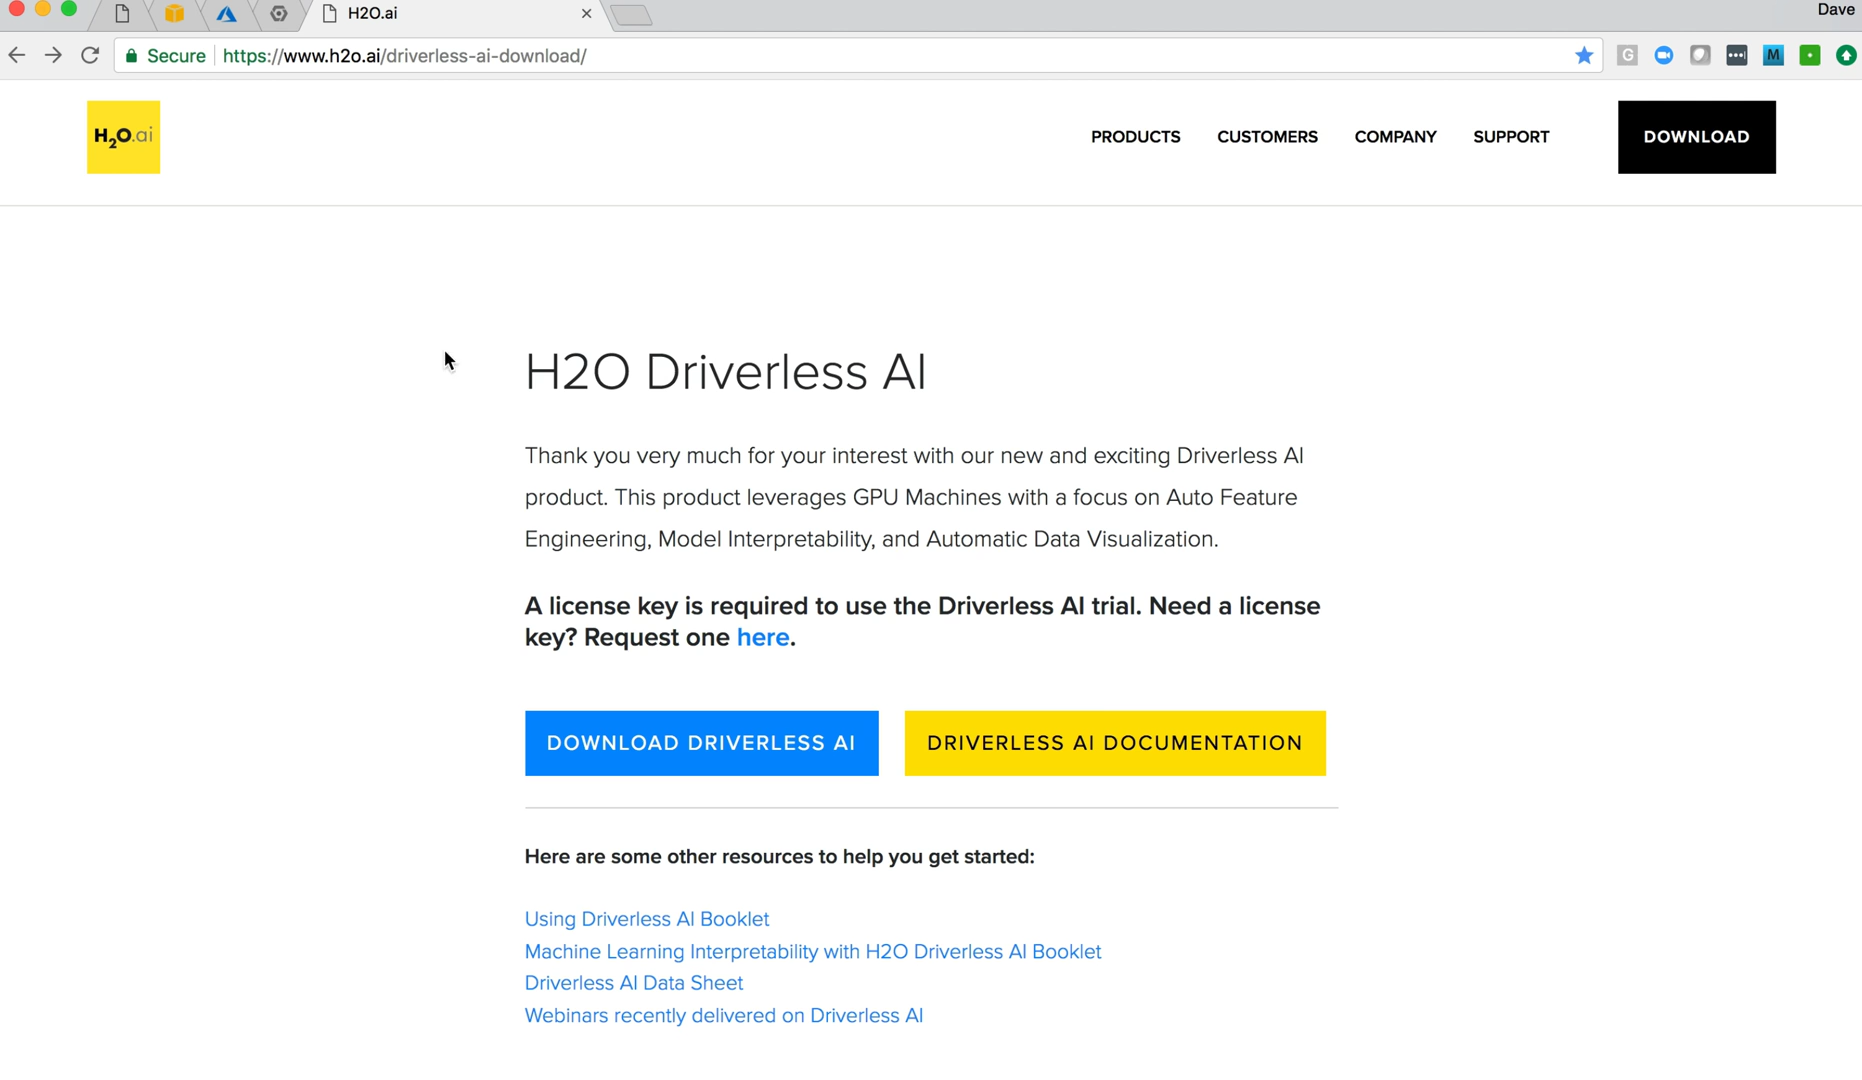 H2O.ai
Dave
Secure https://www.h2o.ai/driverless-ai-download/
G
M
H2O.ai
PRODUCTS CUSTOMERS COMPANY SUPPORT DOWNLOAD
H2O Driverless AI
Thank you very much for your interest with our new and exciting Driverless AI
product. This product leverages GPU Machines with a focus on Auto Feature
Engineering, Model Interpretability, and Automatic Data Visualization.
A license key is required to use the Driverless AI trial. Need a license
key? Request one here.
DOWNLOAD DRIVERLESS AI DRIVERLESS AI DOCUMENTATION
Here are some other resources to help you get started:
Using Driverless AI Booklet
Machine Learning Interpretability with H2O Driverless AI Booklet
Driverless AI Data Sheet
Webinars recently delivered on Driverless AI